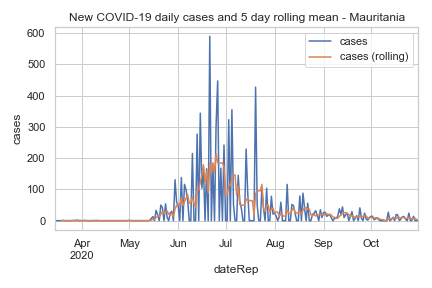 New COVID-19 daily cases and 5 day rolling mean - Mauritania
cases
cases (rolling)
600
500
400
300
200
100
0
cases
Apr
2020
May
Jun
Jul
Aug
Sep
Oct
dateRep